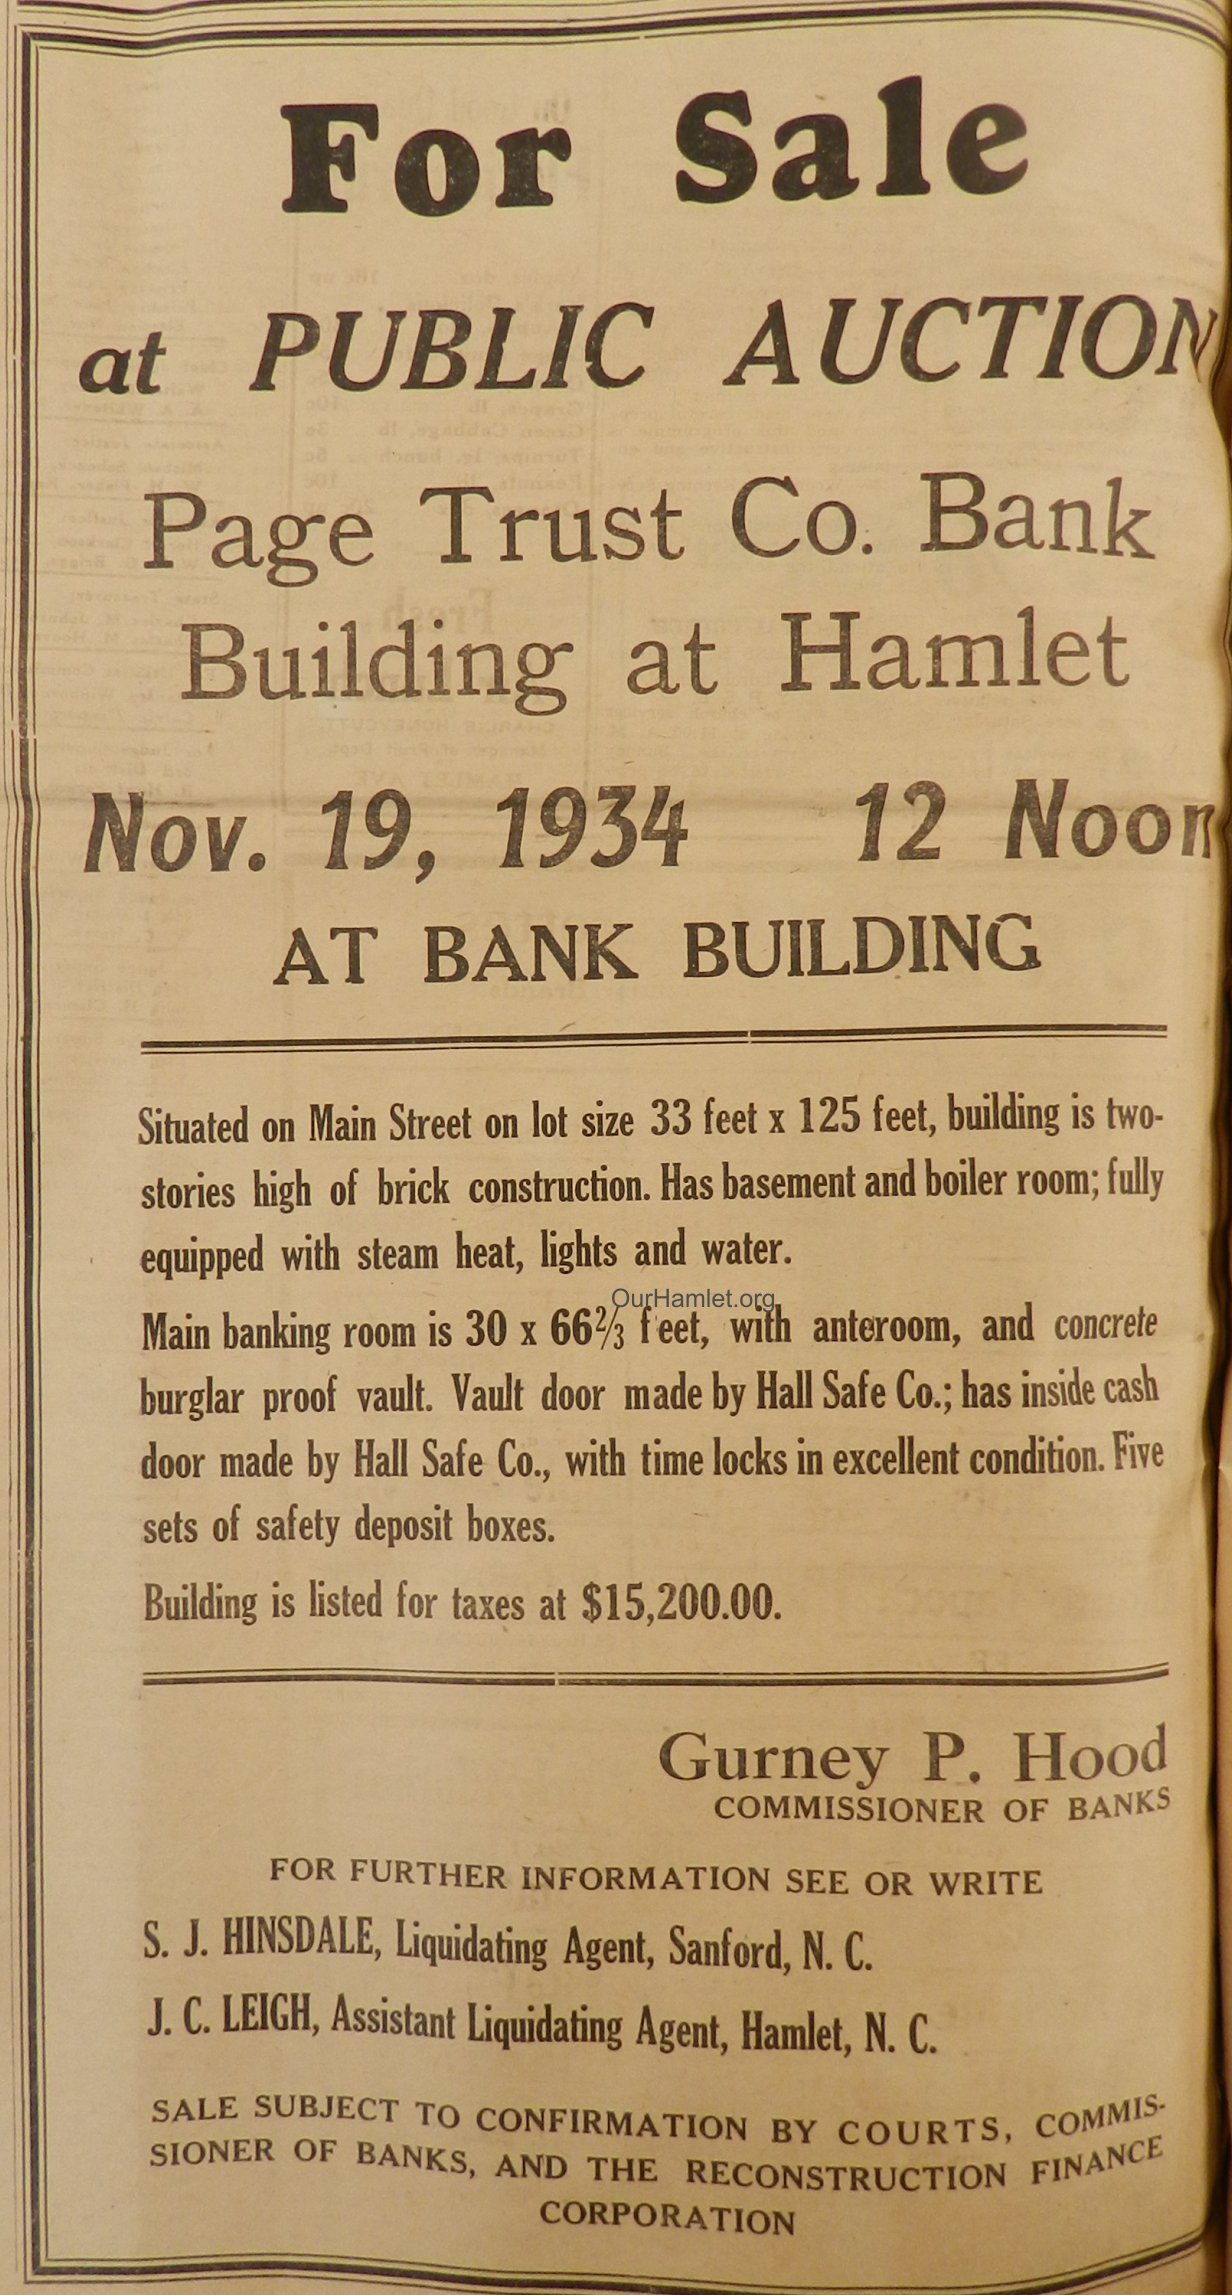 For Sale
at PUBLIC AUCTION
Page Trust Co. Bank
Building at Hamlet
Nov. 19, 1934 12 Noon
AT BANK BUILDING
Situated on Main Street on lot size 33 feet x 125 feet, building is two-
stories high of brick construction. Has basement and boiler room; fully
equipped with steam heat, lights and water.
OurHamlet.org
Main banking room is 30 x 66⅔ feet, with anteroom, and concrete
burglar proof vault. Vault door made by Hall Safe Co.; has inside cash
door made by Hall Safe Co., with time locks in excellent condition. Five
sets of safety deposit boxes.
Building is listed for taxes at $15,200.00.
Gurney P. Hood
COMMISSIONER OF BANKS
FOR FURTHER INFORMATION SEE OR WRITE
S. J. HINSDALE, Liquidating Agent, Sanford, N. C.
J. C. LEIGH, Assistant Liquidating Agent, Hamlet, N. C.
SALE SUBJECT TO CONFIRMATION BY COURTS, COMMIS-
SIONER OF BANKS, AND THE RECONSTRUCTION FINANCE
CORPORATION